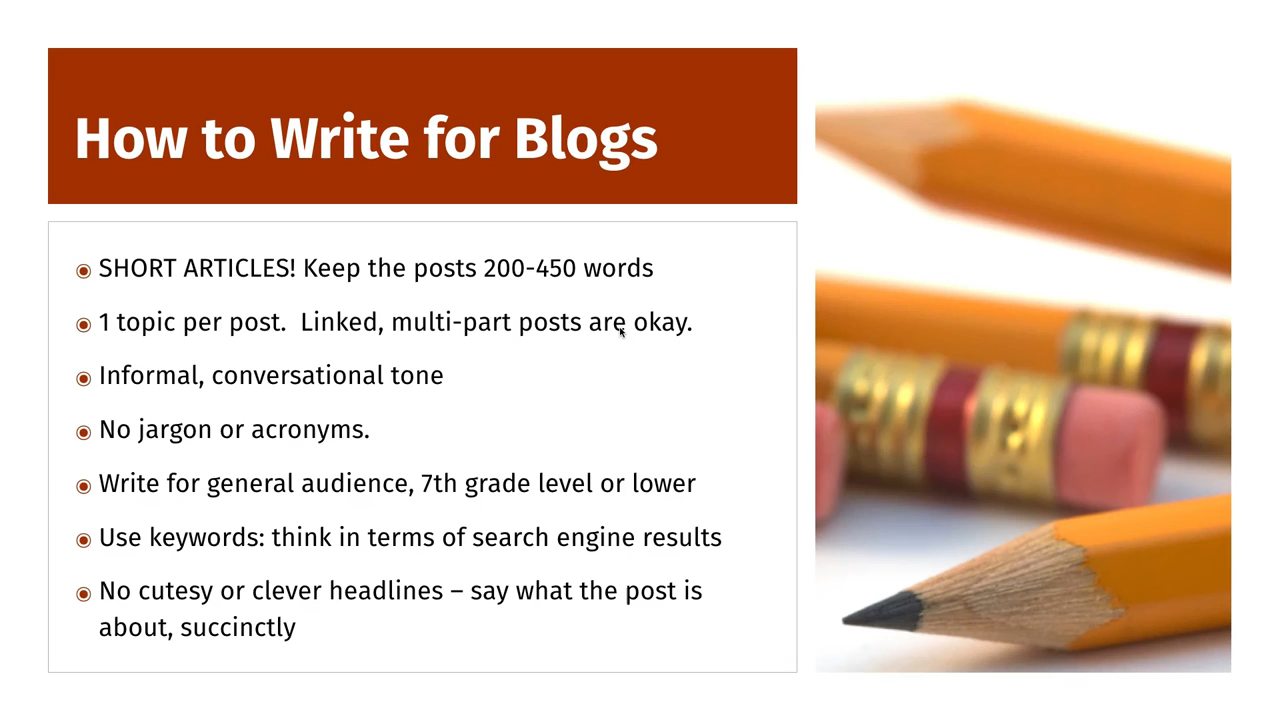 How to Write for Blogs
SHORT ARTICLES! Keep the posts 200-450 words
1 topic per post.  Linked, multi-part posts are okay.
Informal, conversational tone
No jargon or acronyms.
Write for general audience, 7th grade level or lower
Use keywords: think in terms of search engine results
No cutesy or clever headlines – say what the post is
about, succinctly